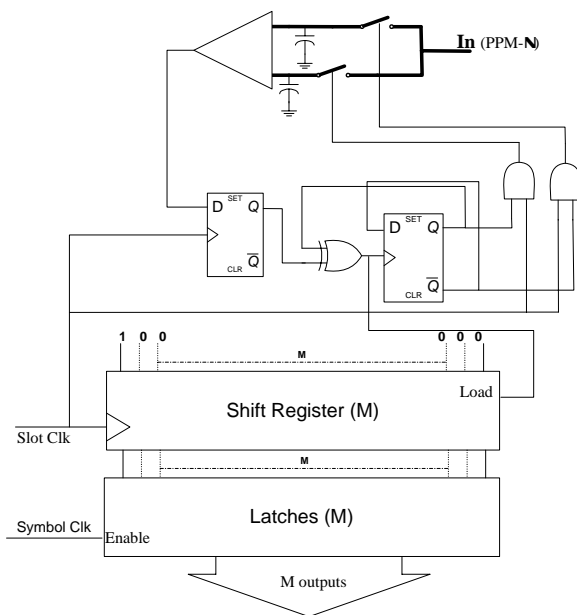 In (PPM-N)
D SET Q
CLR Q
D SET Q
CLR Q
1 0 0 M 0 0 0
Load
Shift Register (M)
Slot Clk
M
Symbol Clk
Latches (M)
Enable
M outputs